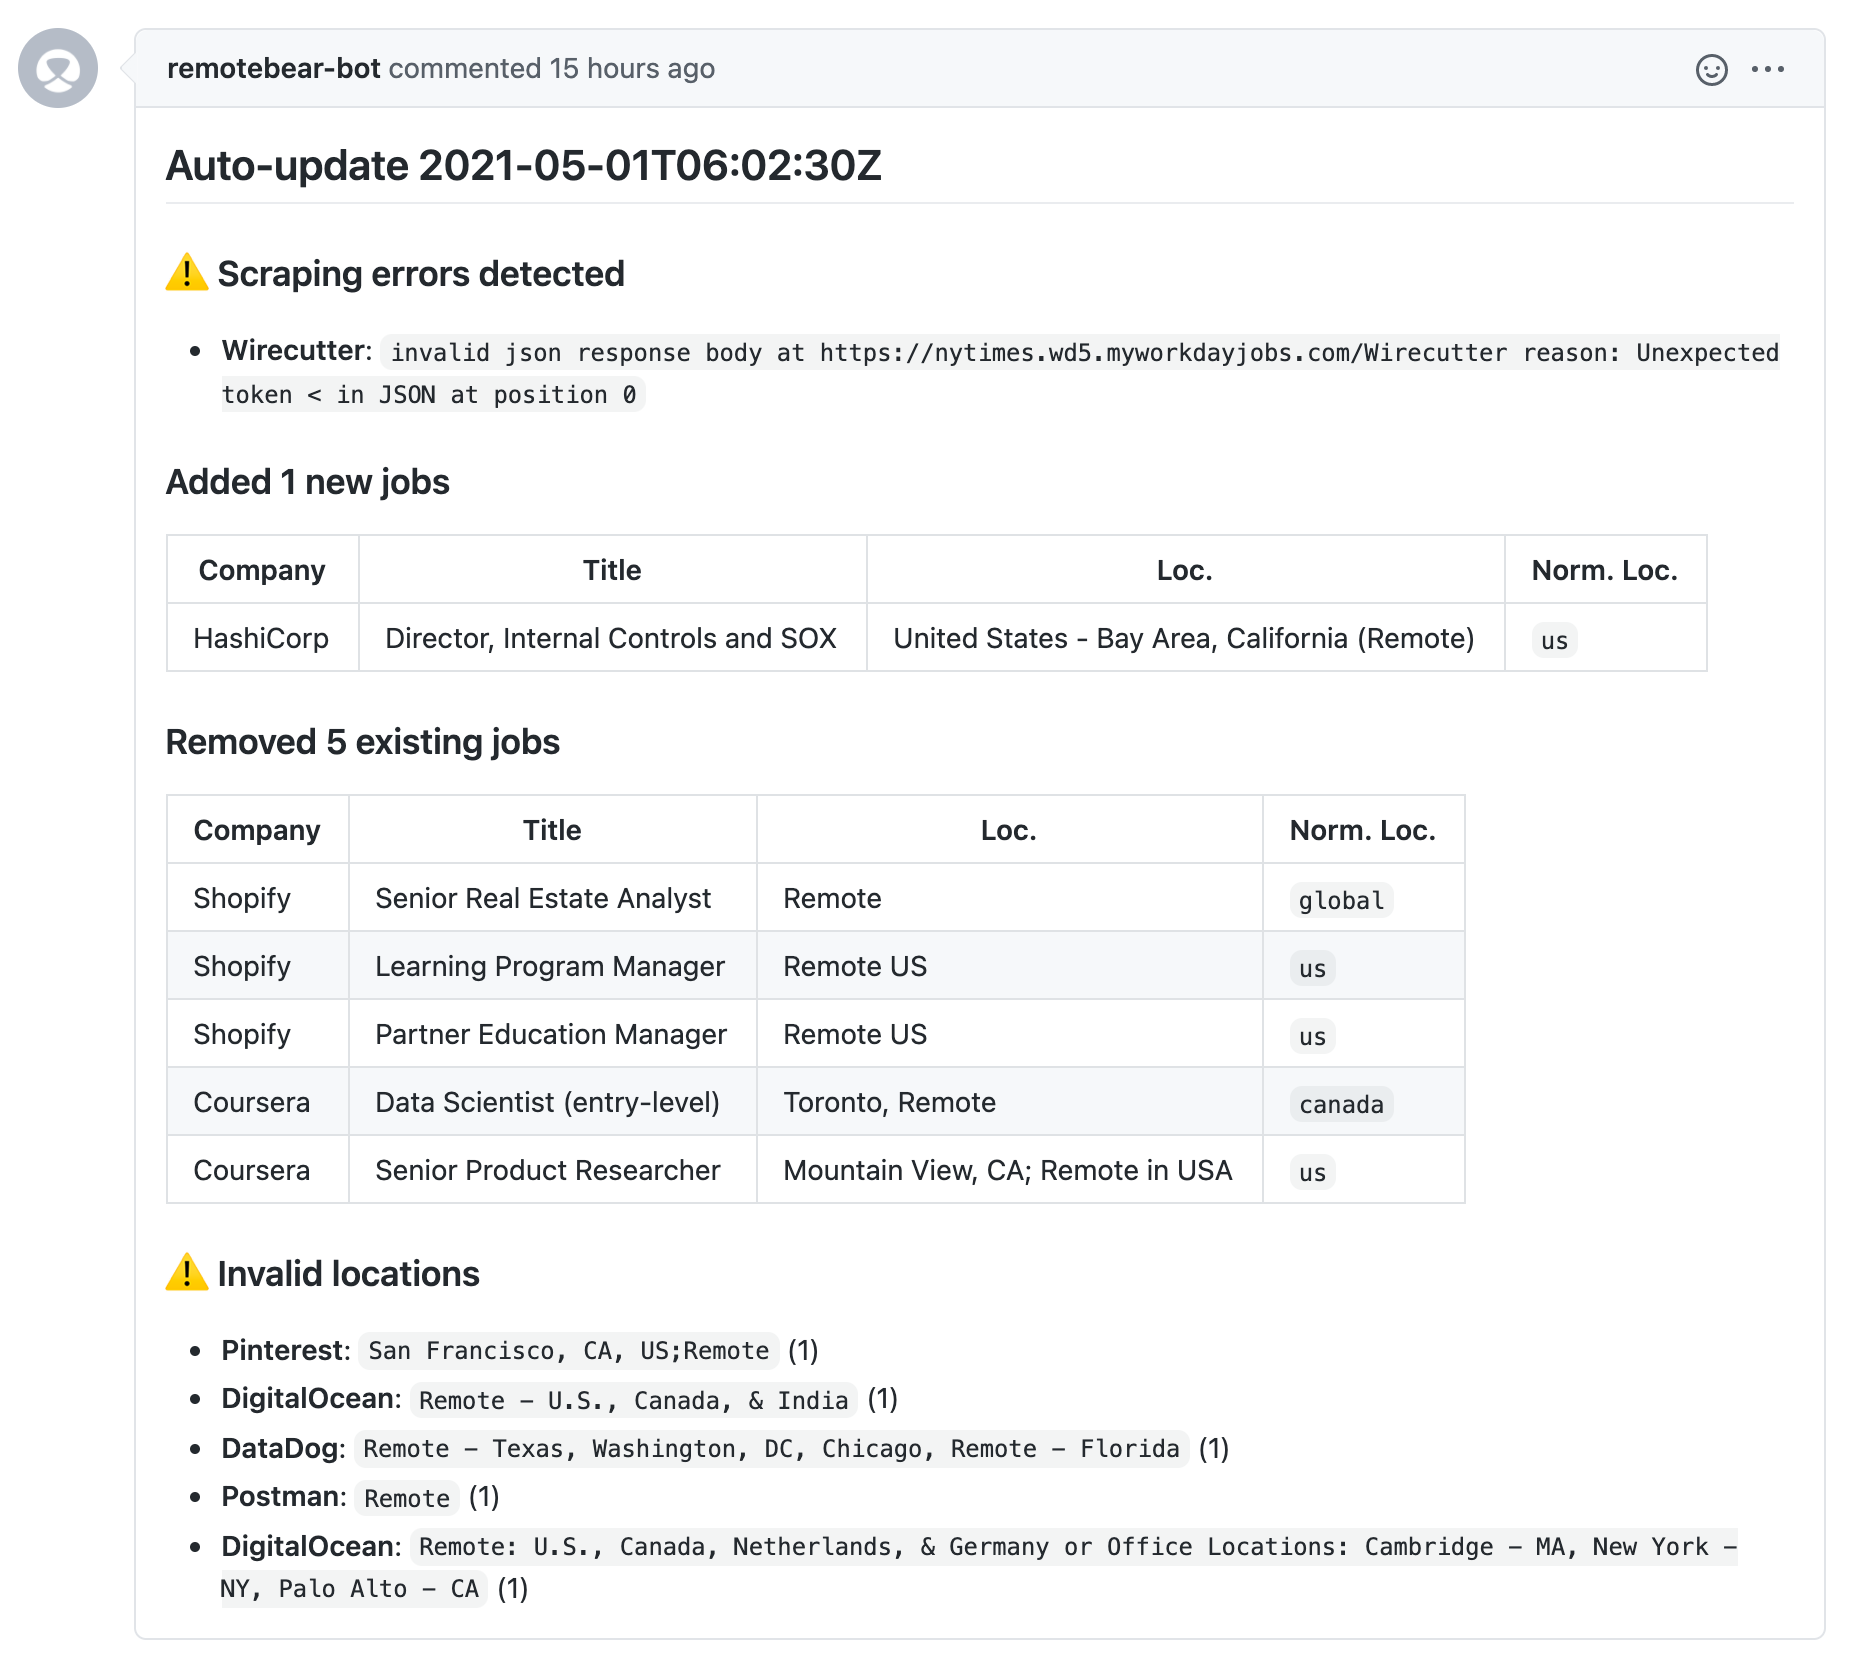 remotebear-bot commented 15 hours ago
Auto-update 2021-05-01T06:02:30Z
⚠️ Scraping errors detected
• Wirecutter: invalid json response body at https://nytimes.wd5.myworkdayjobs.com/Wirecutter reason: Unexpected
token < in JSON at position 0
Added 1 new jobs
Company Title Loc. Norm. Loc.
HashiCorp Director, Internal Controls and SOX United States - Bay Area, California (Remote) us
Removed 5 existing jobs
Company Title Loc. Norm. Loc.
Shopify Senior Real Estate Analyst Remote global
Shopify Learning Program Manager Remote US us
Shopify Partner Education Manager Remote US us
Coursera Data Scientist (entry-level) Toronto, Remote canada
Coursera Senior Product Researcher Mountain View, CA; Remote in USA us
⚠️ Invalid locations
• Pinterest: San Francisco, CA, US;Remote (1)
• DigitalOcean: Remote – U.S., Canada, & India (1)
• DataDog: Remote – Texas, Washington, DC, Chicago, Remote – Florida (1)
• Postman: Remote (1)
• DigitalOcean: Remote: U.S., Canada, Netherlands, & Germany or Office Locations: Cambridge – MA, New York –
NY, Palo Alto – CA (1)